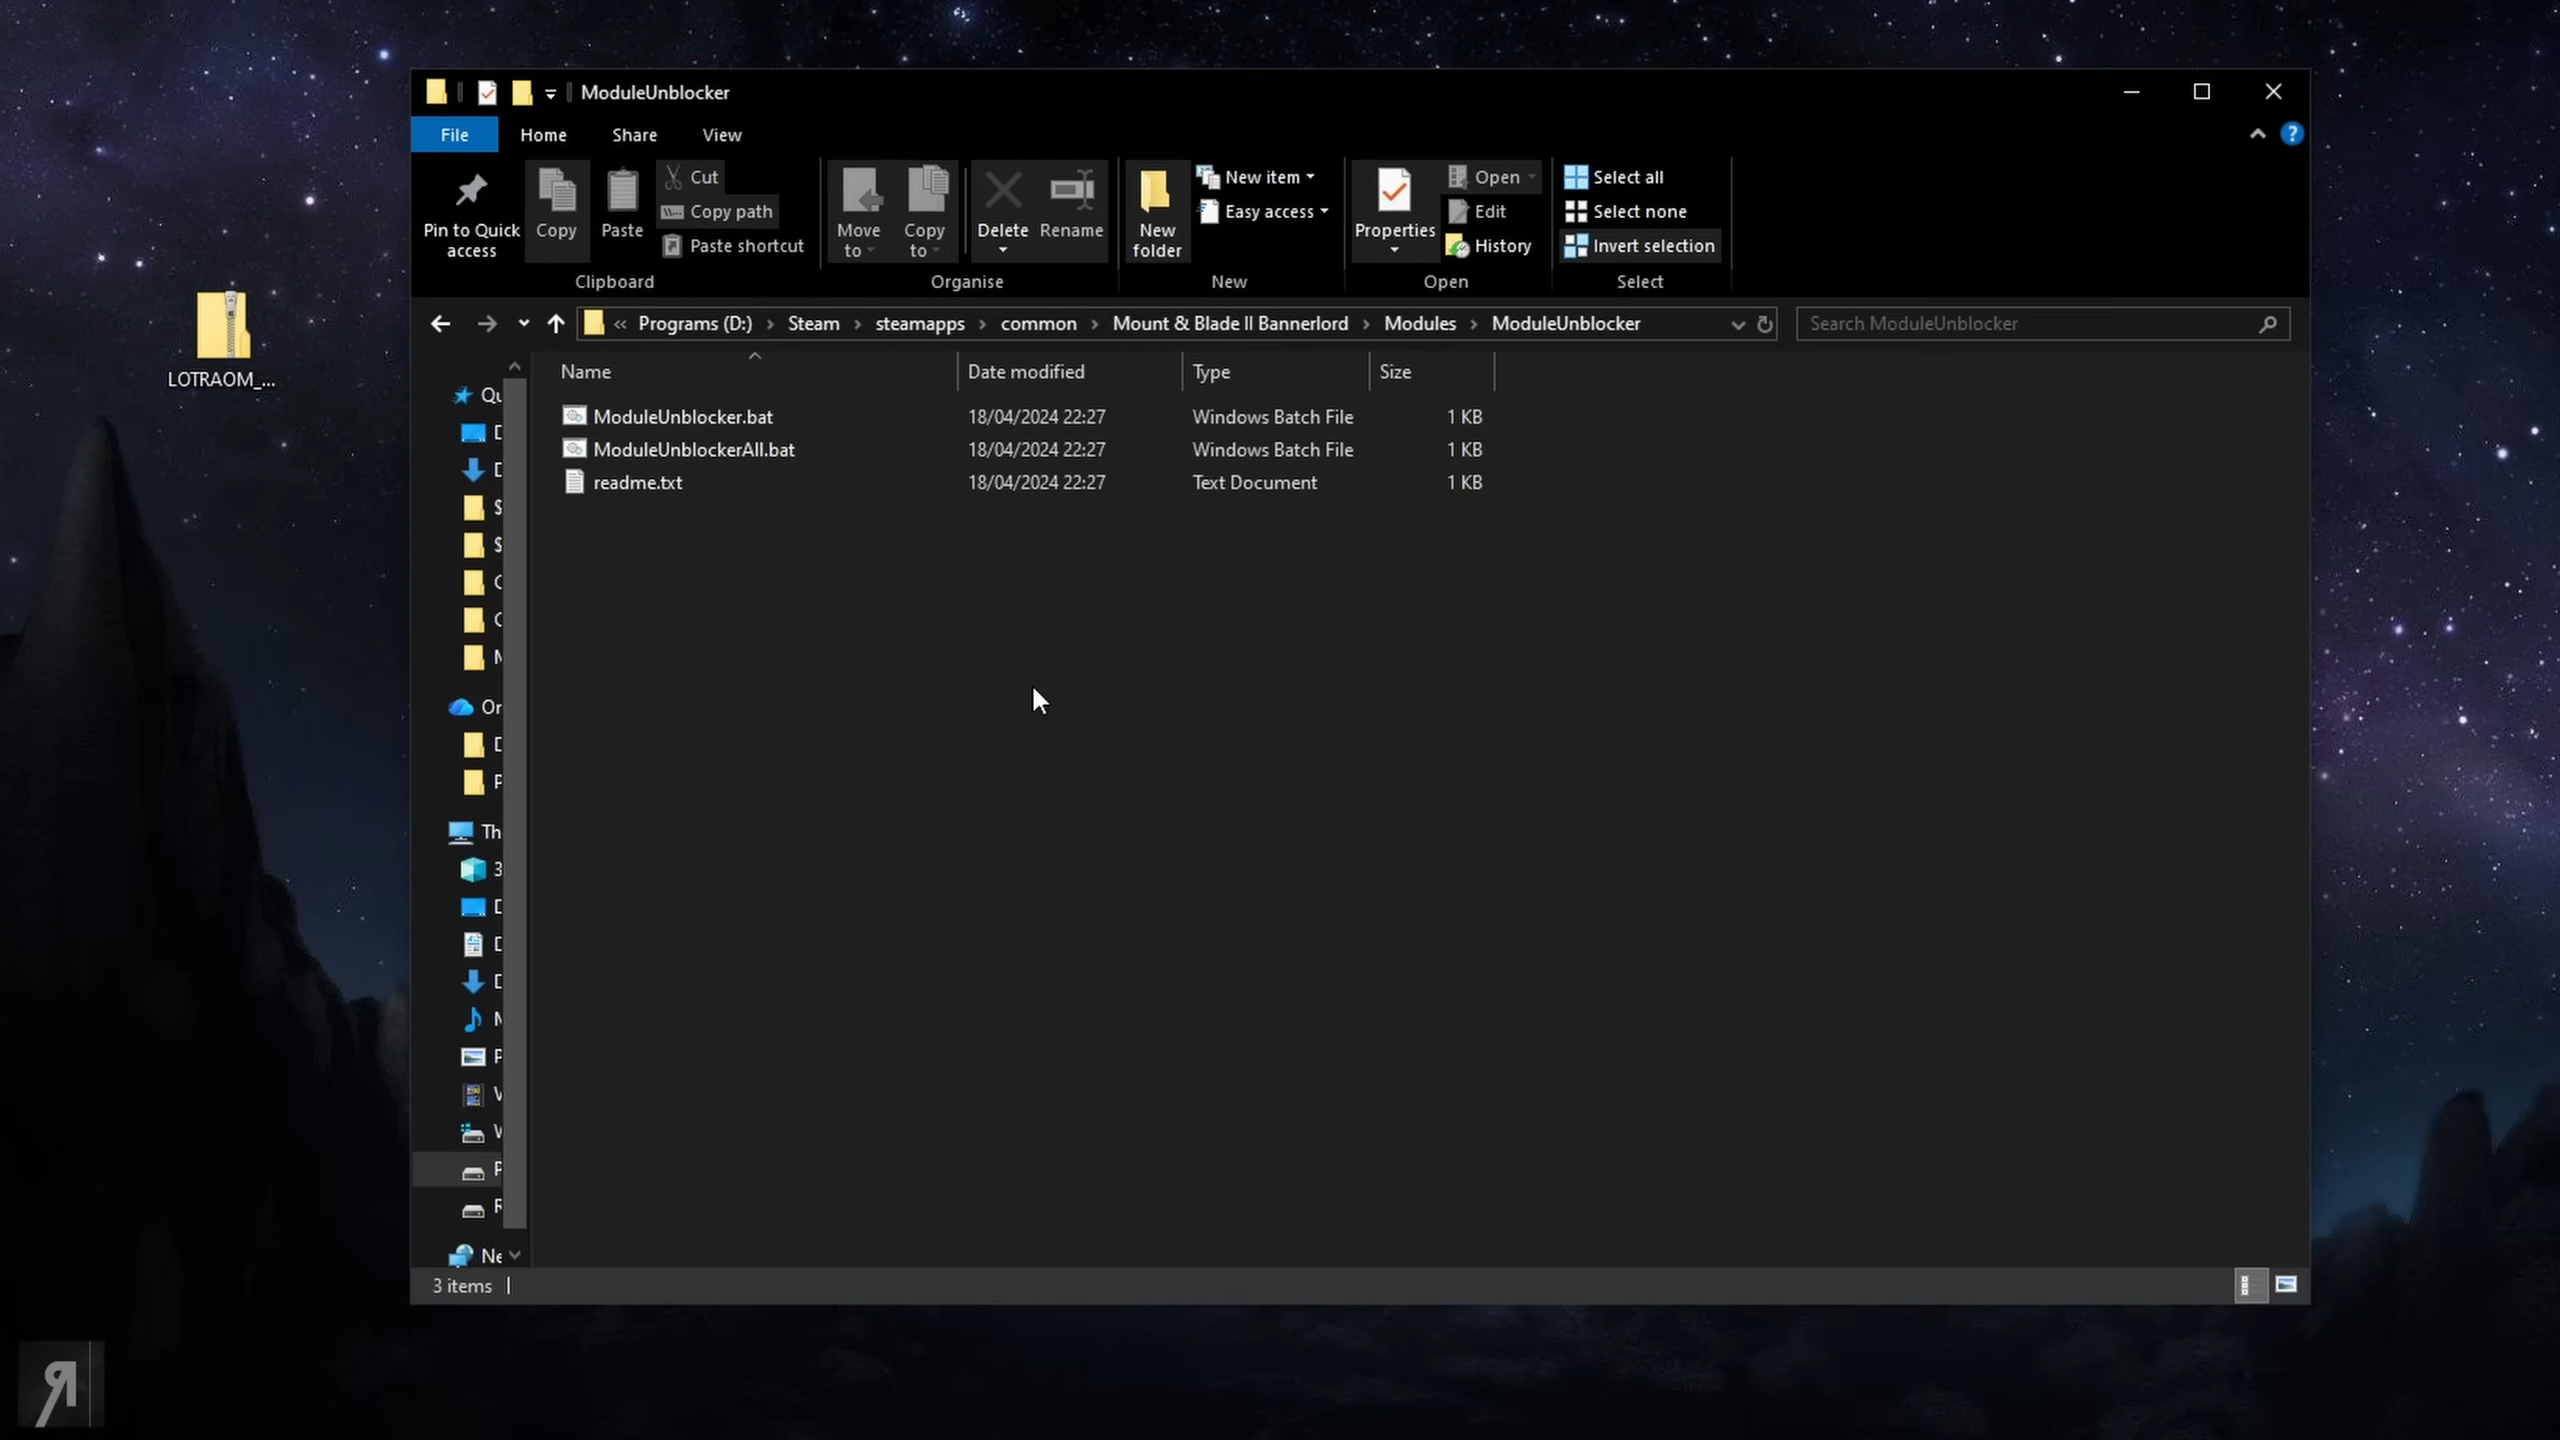 ModuleUnblocker
File Home Share View
Pin to Quick access
Copy
Paste
Cut
Copy path
Paste shortcut
Clipboard
Move to
Copy to
Delete
Rename
Organise
New folder
New item
Easy access
New
Properties
Open
Edit
History
Open
Select all
Select none
Invert selection
Select
« Programs (D:) › Steam › steamapps › common › Mount & Blade II Bannerlord › Modules › ModuleUnblocker
Search ModuleUnblocker
LOTRAOM_...
Name Date modified Type Size
ModuleUnblocker.bat 18/04/2024 22:27 Windows Batch File 1 KB
ModuleUnblockerAll.bat 18/04/2024 22:27 Windows Batch File 1 KB
readme.txt 18/04/2024 22:27 Text Document 1 KB
3 items